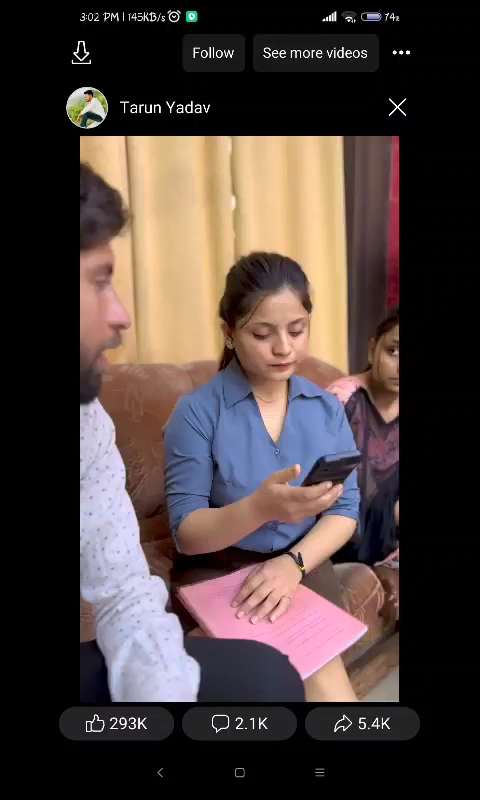 3:02 PM | 145KB/s
74%
Follow
See more videos
Tarun Yadav
293K
2.1K
5.4K